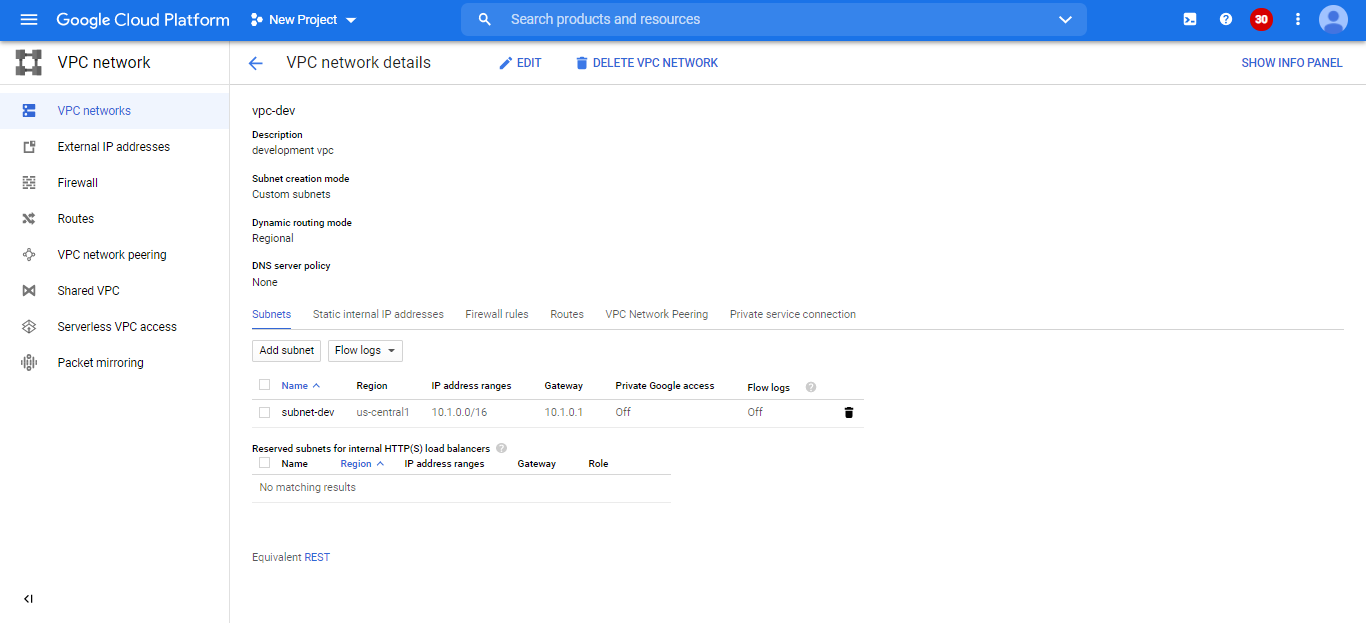 Google Cloud Platform New Project Search products and resources 30
VPC network
VPC network details EDIT DELETE VPC NETWORK SHOW INFO PANEL
VPC networks
External IP addresses
Firewall
Routes
VPC network peering
Shared VPC
Serverless VPC access
Packet mirroring
vpc-dev
Description
development vpc
Subnet creation mode
Custom subnets
Dynamic routing mode
Regional
DNS server policy
None
Subnets Static internal IP addresses Firewall rules Routes VPC Network Peering Private service connection
Add subnet Flow logs
Name Region IP address ranges Gateway Private Google access Flow logs
subnet-dev us-central1 10.1.0.0/16 10.1.0.1 Off Off
Reserved subnets for internal HTTP(S) load balancers
Name Region IP address ranges Gateway Role
No matching results
Equivalent REST